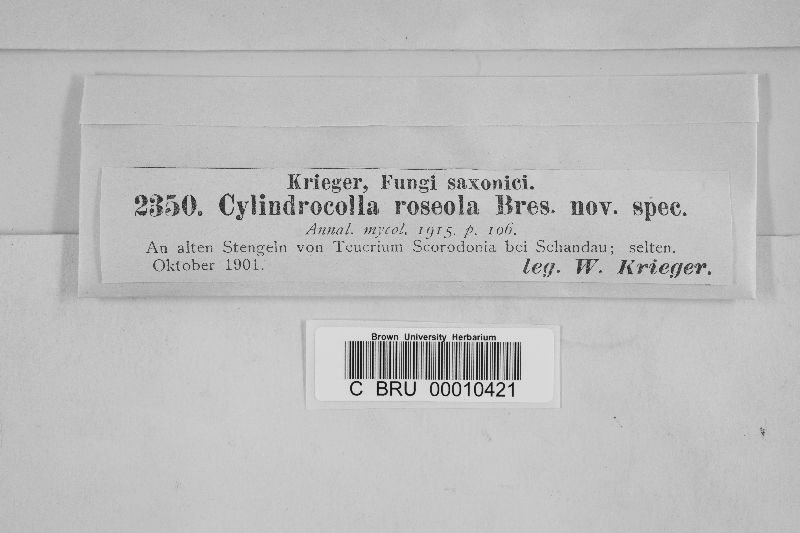 Krieger, Fungi saxonici.
2350. Cylindrocolla roseola Bres. nov. spec.
Annal. mycol. 1915. p. 106.
An alten Stengeln von Teucrium Scorodonia bei Schandau; selten.
Oktober 1901.
leg. W. Krieger.
Brown University Herbarium
C BRU 00010421